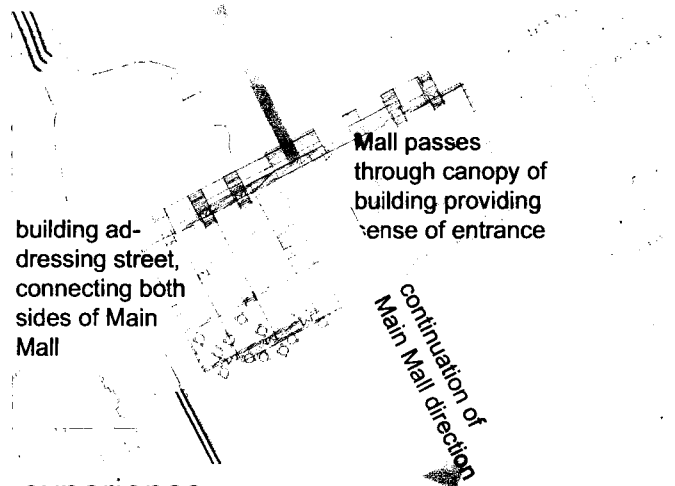 Mall passes
through canopy of
building providing
sense of entrance
building ad-
dressing street,
connecting both
sides of Main
Mall
continuation of
Main Mall direction